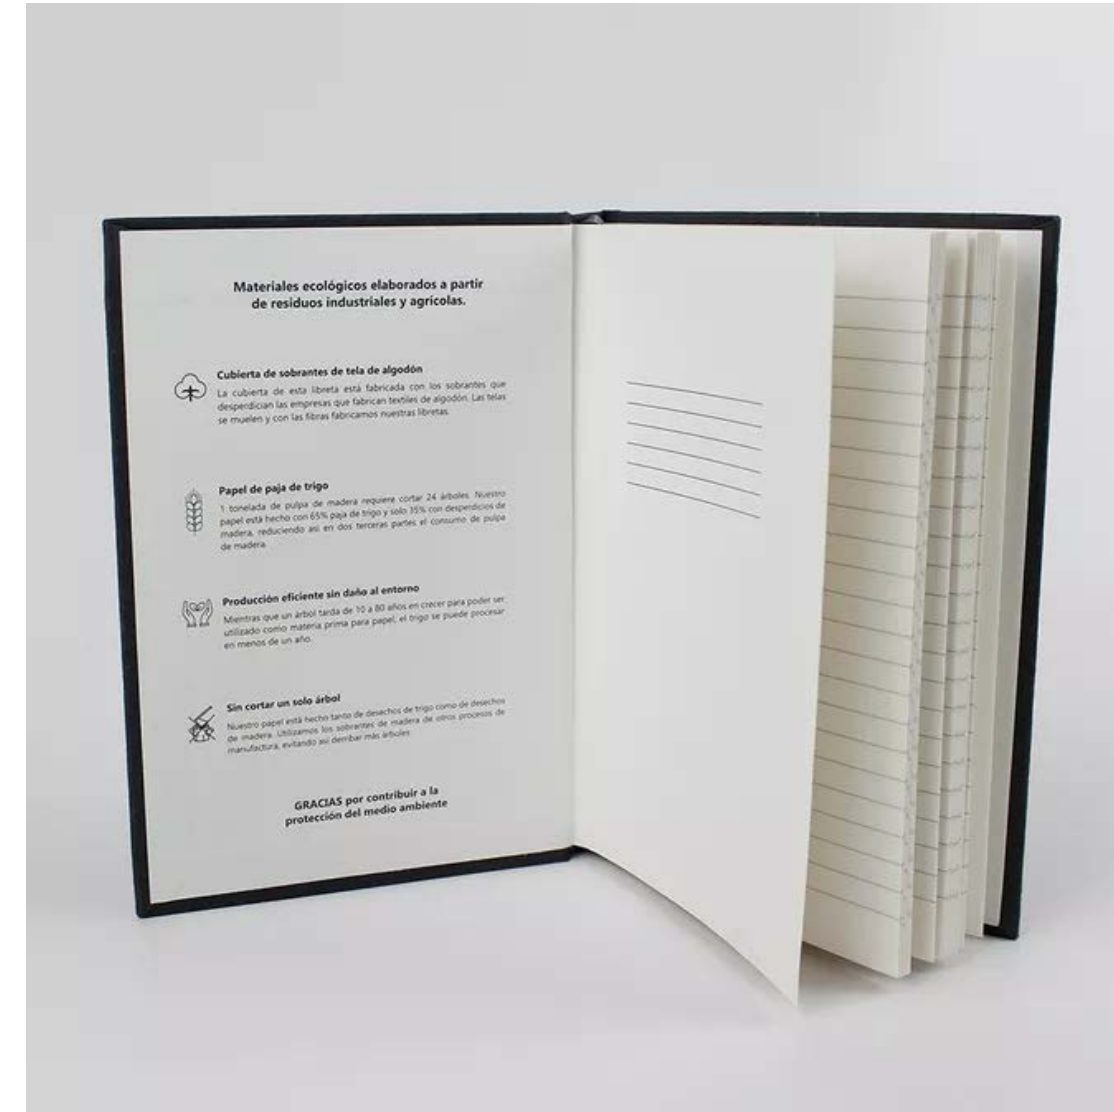 Materiales ecológicos elaborados a partir
de residuos industriales y agrícolas.
Cubierta de sobrantes de tela de algodón
La cubierta de esta libreta está fabricada con los sobrantes que
desperdician las empresas que fabrican textiles de algodón. Las telas
se muelen y con las fibras fabricamos nuestras libretas.
Papel de paja de trigo
1 tonelada de pulpa de madera requiere cortar 24 árboles. Nuestro
papel está hecho con 65% paja de trigo y solo 35% con desperdicios de
madera, reduciendo así en dos terceras partes el consumo de pulpa
de madera.
Producción eficiente sin daño al entorno
Mientras que un árbol tarda de 10 a 80 años en crecer para poder ser
utilizado como materia prima para papel, el trigo se puede procesar
en menos de un año.
Sin cortar un solo árbol
Nuestro papel está hecho tanto de desechos de trigo como de desechos
de madera. Utilizamos los sobrantes de madera de otros procesos de
manufactura, evitando así derribar más árboles.
GRACIAS por contribuir a la
protección del medio ambiente